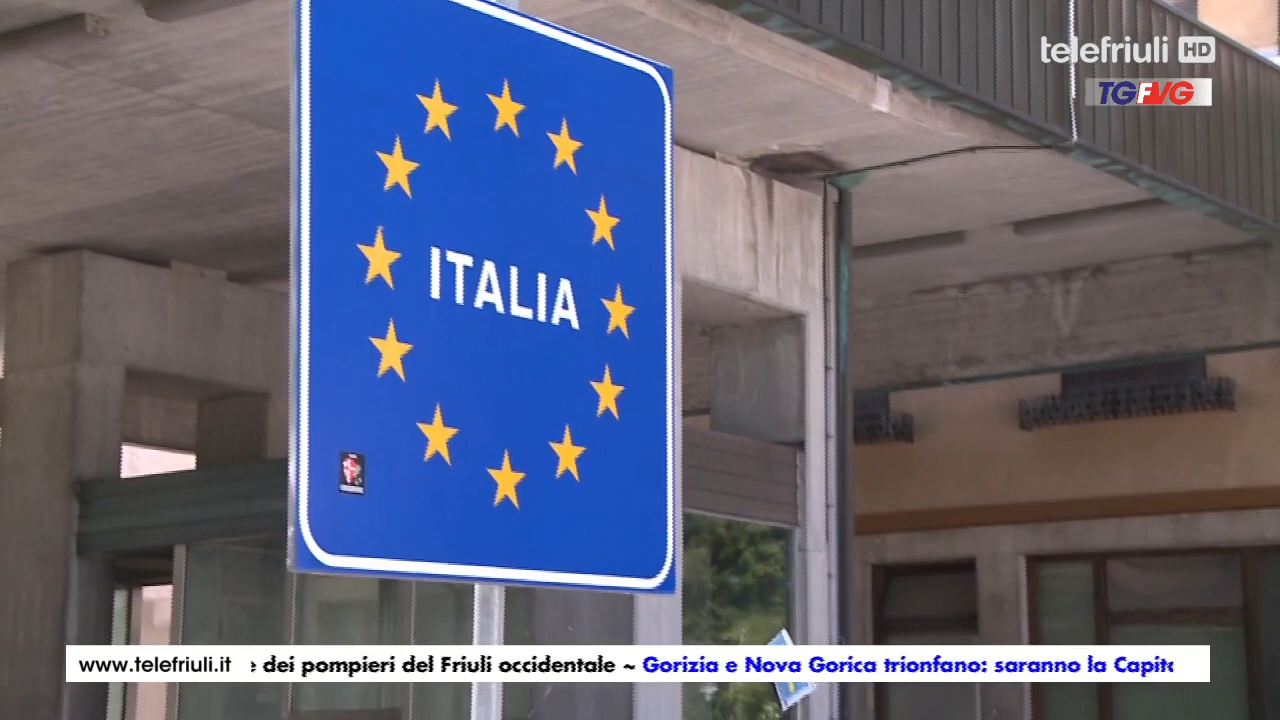 telefriuli HD
TGFVG
ITALIA
www.telefriuli.it
dei pompieri del Friuli occidentale ~ Gorizia e Nova Gorica trionfano: saranno la